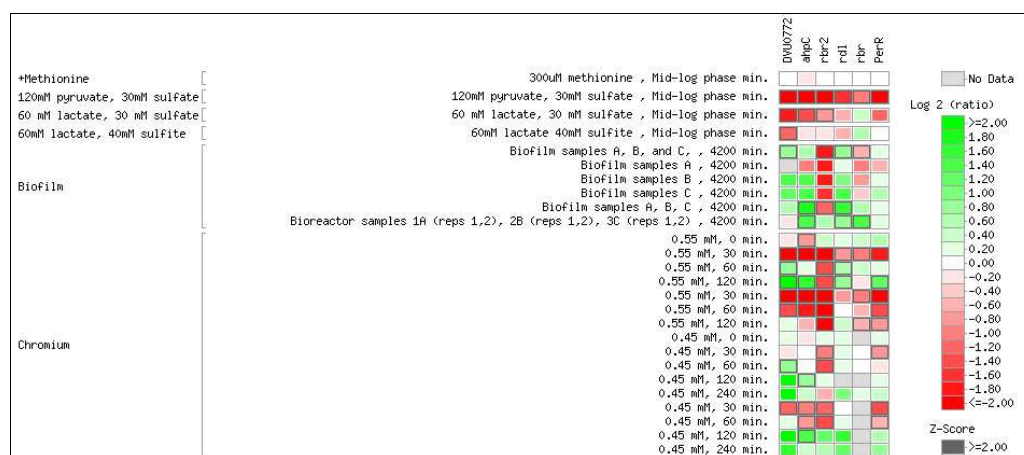 DVU0772 ahpC rbr2 rdl rbr PerR
+Methionine 300uM methionine , Mid-log phase min.
120mM pyruvate, 30mM sulfate 120mM pyruvate, 30mM sulfate , Mid-log phase min.
60 mM lactate, 30 mM sulfate 60 mM lactate, 30 mM sulfate , Mid-log phase min.
60mM lactate, 40mM sulfite 60mM lactate 40mM sulfite , Mid-log phase min.
Biofilm
Biofilm samples A, B, and C, , 4200 min.
Biofilm samples A , 4200 min.
Biofilm samples B , 4200 min.
Biofilm samples C , 4200 min.
Biofilm samples A, B, C , 4200 min.
Bioreactor samples 1A (reps 1,2), 2B (reps 1,2), 3C (reps 1,2) , 4200 min.
Chromium
0.55 mM, 0 min.
0.55 mM, 30 min.
0.55 mM, 60 min.
0.55 mM, 120 min.
0.55 mM, 30 min.
0.55 mM, 60 min.
0.55 mM, 120 min.
0.45 mM, 0 min.
0.45 mM, 30 min.
0.45 mM, 60 min.
0.45 mM, 120 min.
0.45 mM, 240 min.
0.45 mM, 30 min.
0.45 mM, 60 min.
0.45 mM, 120 min.
0.45 mM, 240 min.
No Data
Log 2 (ratio)
>=2.00
1.80
1.60
1.40
1.20
1.00
0.80
0.60
0.40
0.20
0.00
-0.20
-0.40
-0.60
-0.80
-1.00
-1.20
-1.40
-1.60
-1.80
<=-2.00
Z-Score
>=2.00